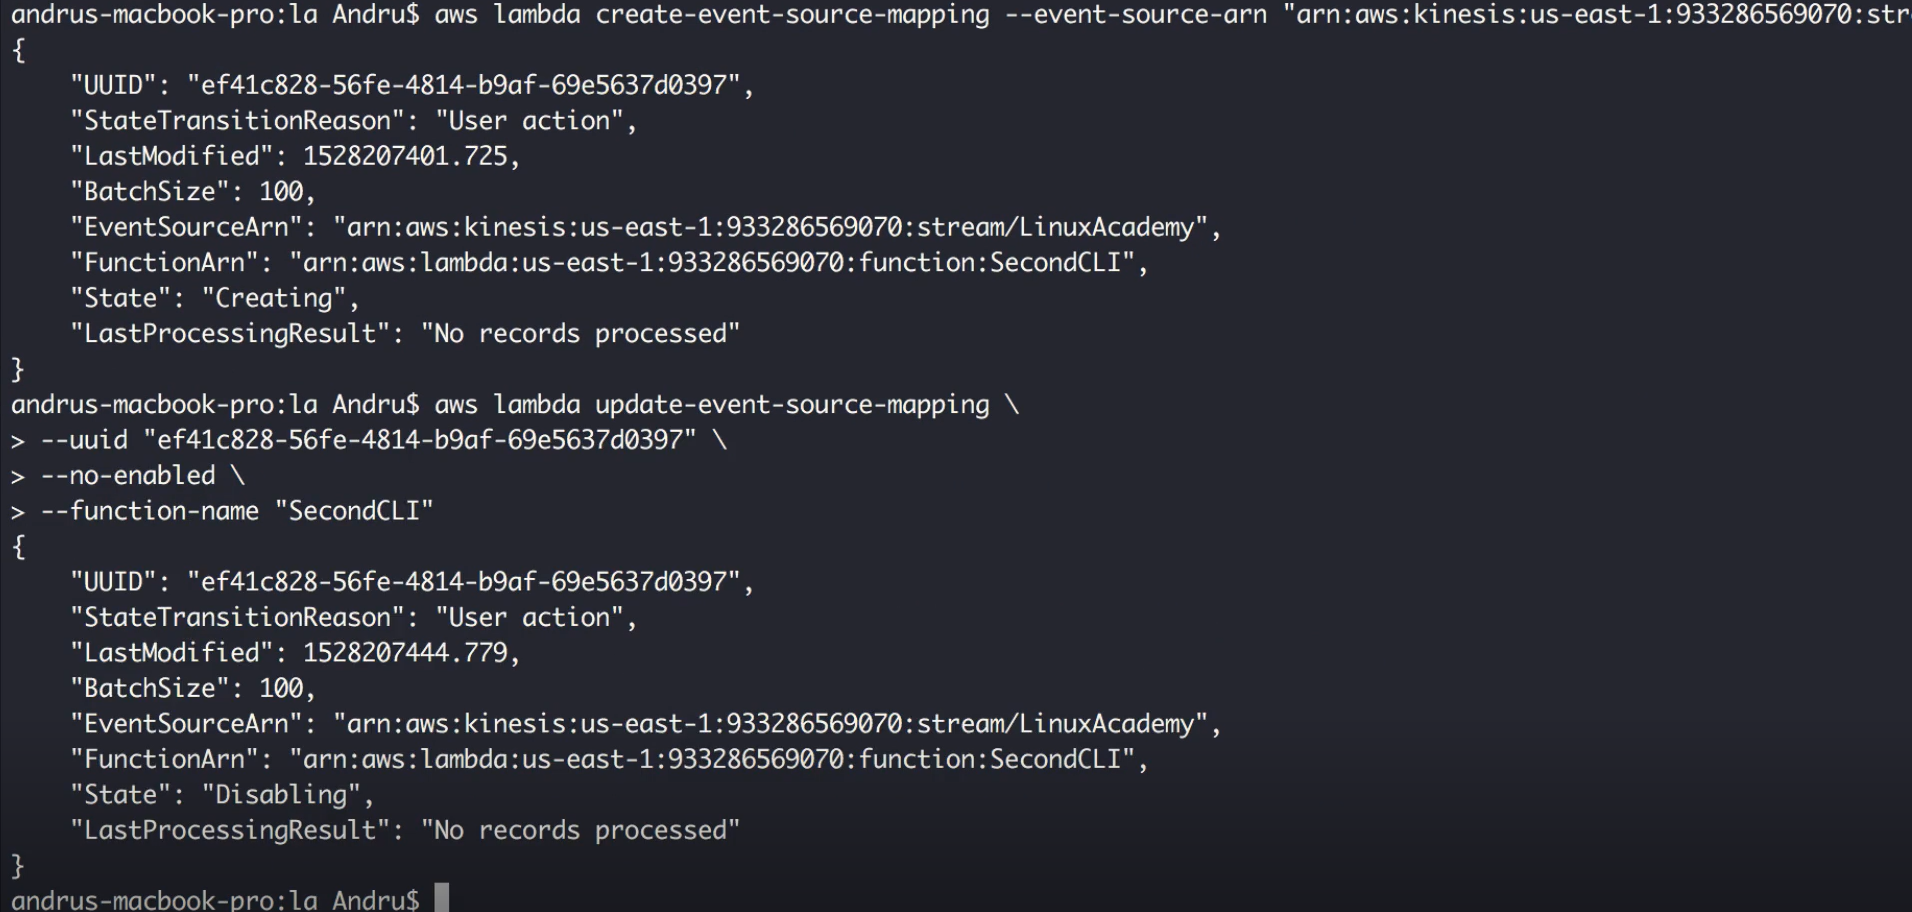 andrus-macbook-pro:la Andru$ aws lambda create-event-source-mapping --event-source-arn "arn:aws:kinesis:us-east-1:933286569070:str
{
    "UUID": "ef41c828-56fe-4814-b9af-69e5637d0397",
    "StateTransitionReason": "User action",
    "LastModified": 1528207401.725,
    "BatchSize": 100,
    "EventSourceArn": "arn:aws:kinesis:us-east-1:933286569070:stream/LinuxAcademy",
    "FunctionArn": "arn:aws:lambda:us-east-1:933286569070:function:SecondCLI",
    "State": "Creating",
    "LastProcessingResult": "No records processed"
}
andrus-macbook-pro:la Andru$ aws lambda update-event-source-mapping \
> --uuid "ef41c828-56fe-4814-b9af-69e5637d0397" \
> --no-enabled \
> --function-name "SecondCLI"
{
    "UUID": "ef41c828-56fe-4814-b9af-69e5637d0397",
    "StateTransitionReason": "User action",
    "LastModified": 1528207444.779,
    "BatchSize": 100,
    "EventSourceArn": "arn:aws:kinesis:us-east-1:933286569070:stream/LinuxAcademy",
    "FunctionArn": "arn:aws:lambda:us-east-1:933286569070:function:SecondCLI",
    "State": "Disabling",
    "LastProcessingResult": "No records processed"
}
andrus-macbook-pro:la Andru$